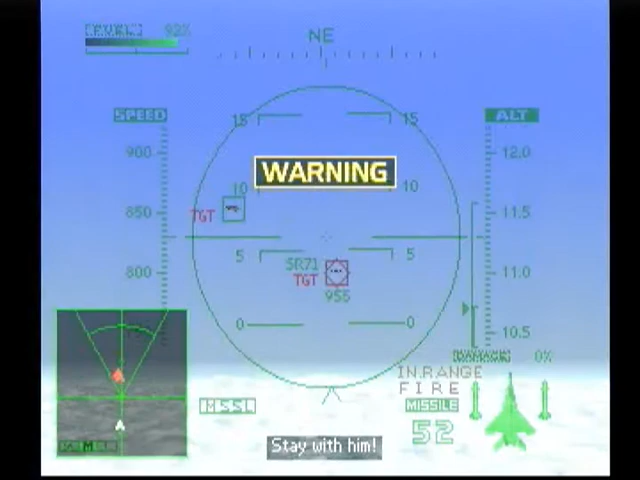 FUEL 92%
NE
SPEED
ALT
15 15
WARNING
900
12.0
10 10
TGT
850
11.5
5 5
SR71
TGT
955
800
11.0
0 0
10.5
DAMAGE 0%
IN.RANGE
FIRE
MSSL
MISSILE
52
Stay with him!